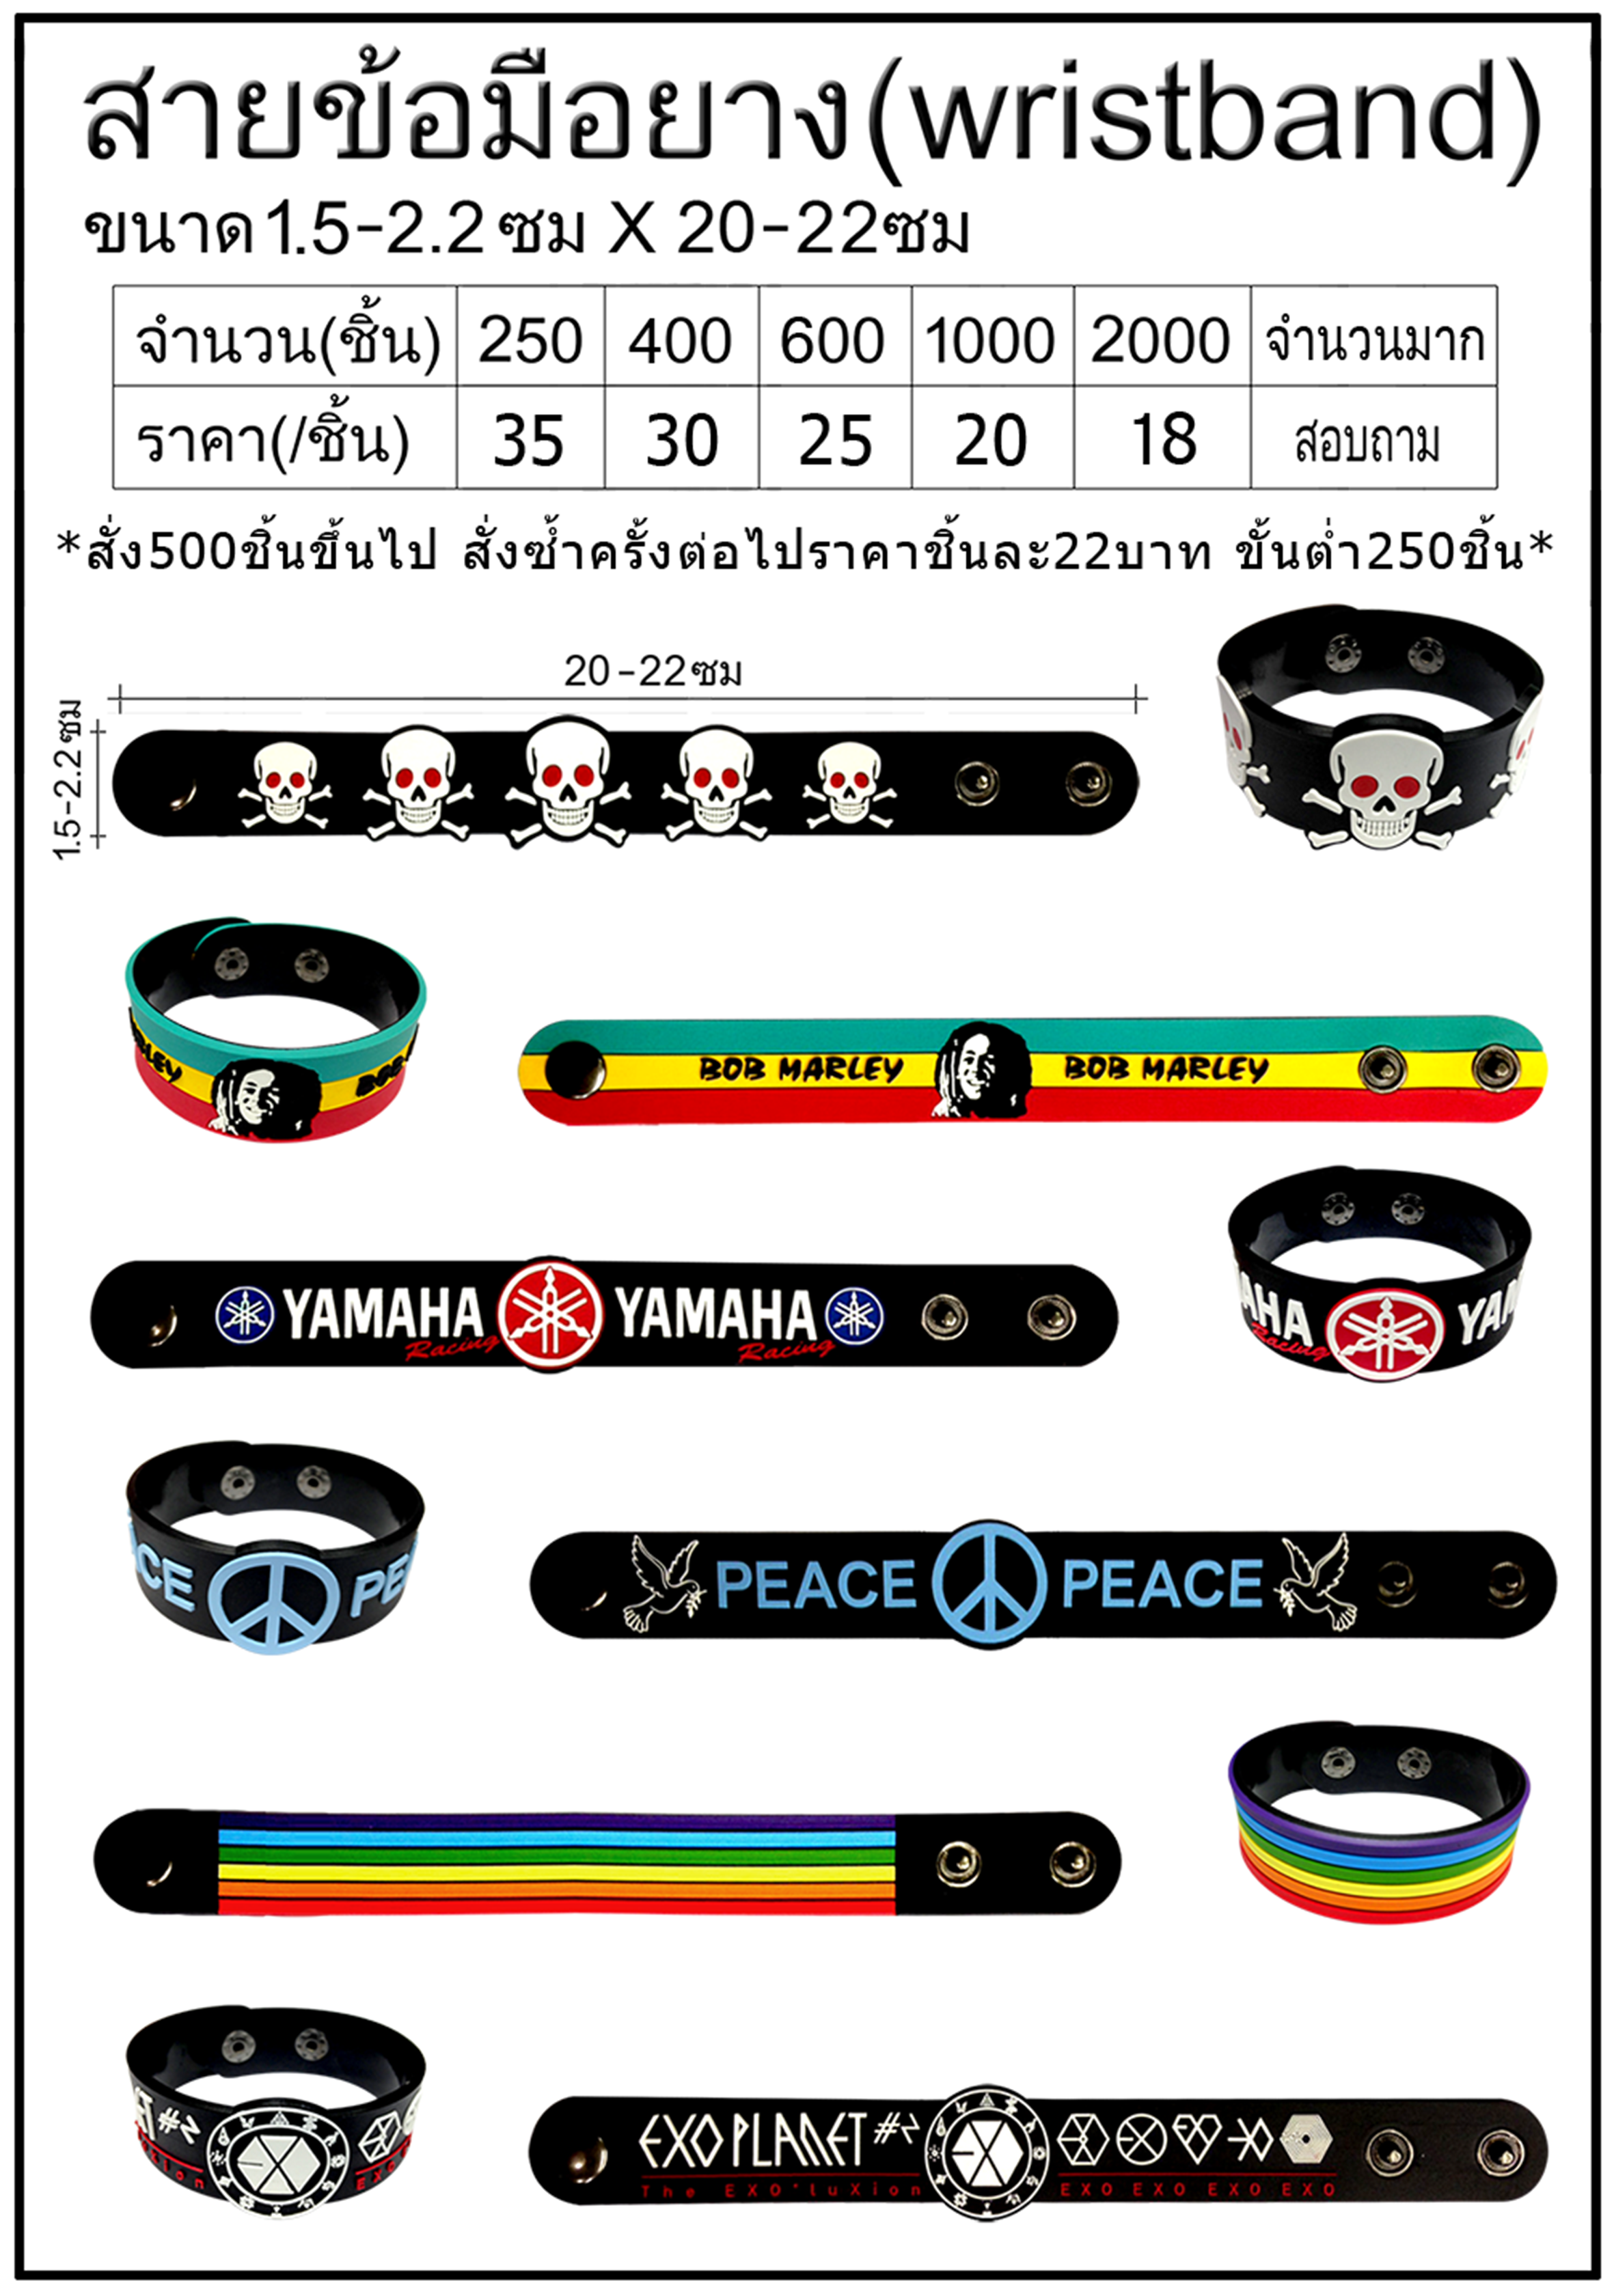 สายข้อมือยาง(wristband)
ขนาด1.5-2.2ซม X 20-22ซม
จำนวน(ชิ้น) 250 400 600 1000 2000 จำนวนมาก
ราคา(/ชิ้น) 35 30 25 20 18 สอบถาม
*สั่ง500ชิ้นขึ้นไป สั่งซ้ำครั้งต่อไปราคาชิ้นละ22บาท ขั้นต่ำ250ชิ้น*
20-22ซม
1.5-2.2ซม
BOB MARLEY BOB MARLEY
YAMAHA YAMAHA
Racing Racing
AHA YAM
Racing
ACE PE
PEACE PEACE
EXO PLANET #2
The EXO'luXion
EXO EXO EXO EXO